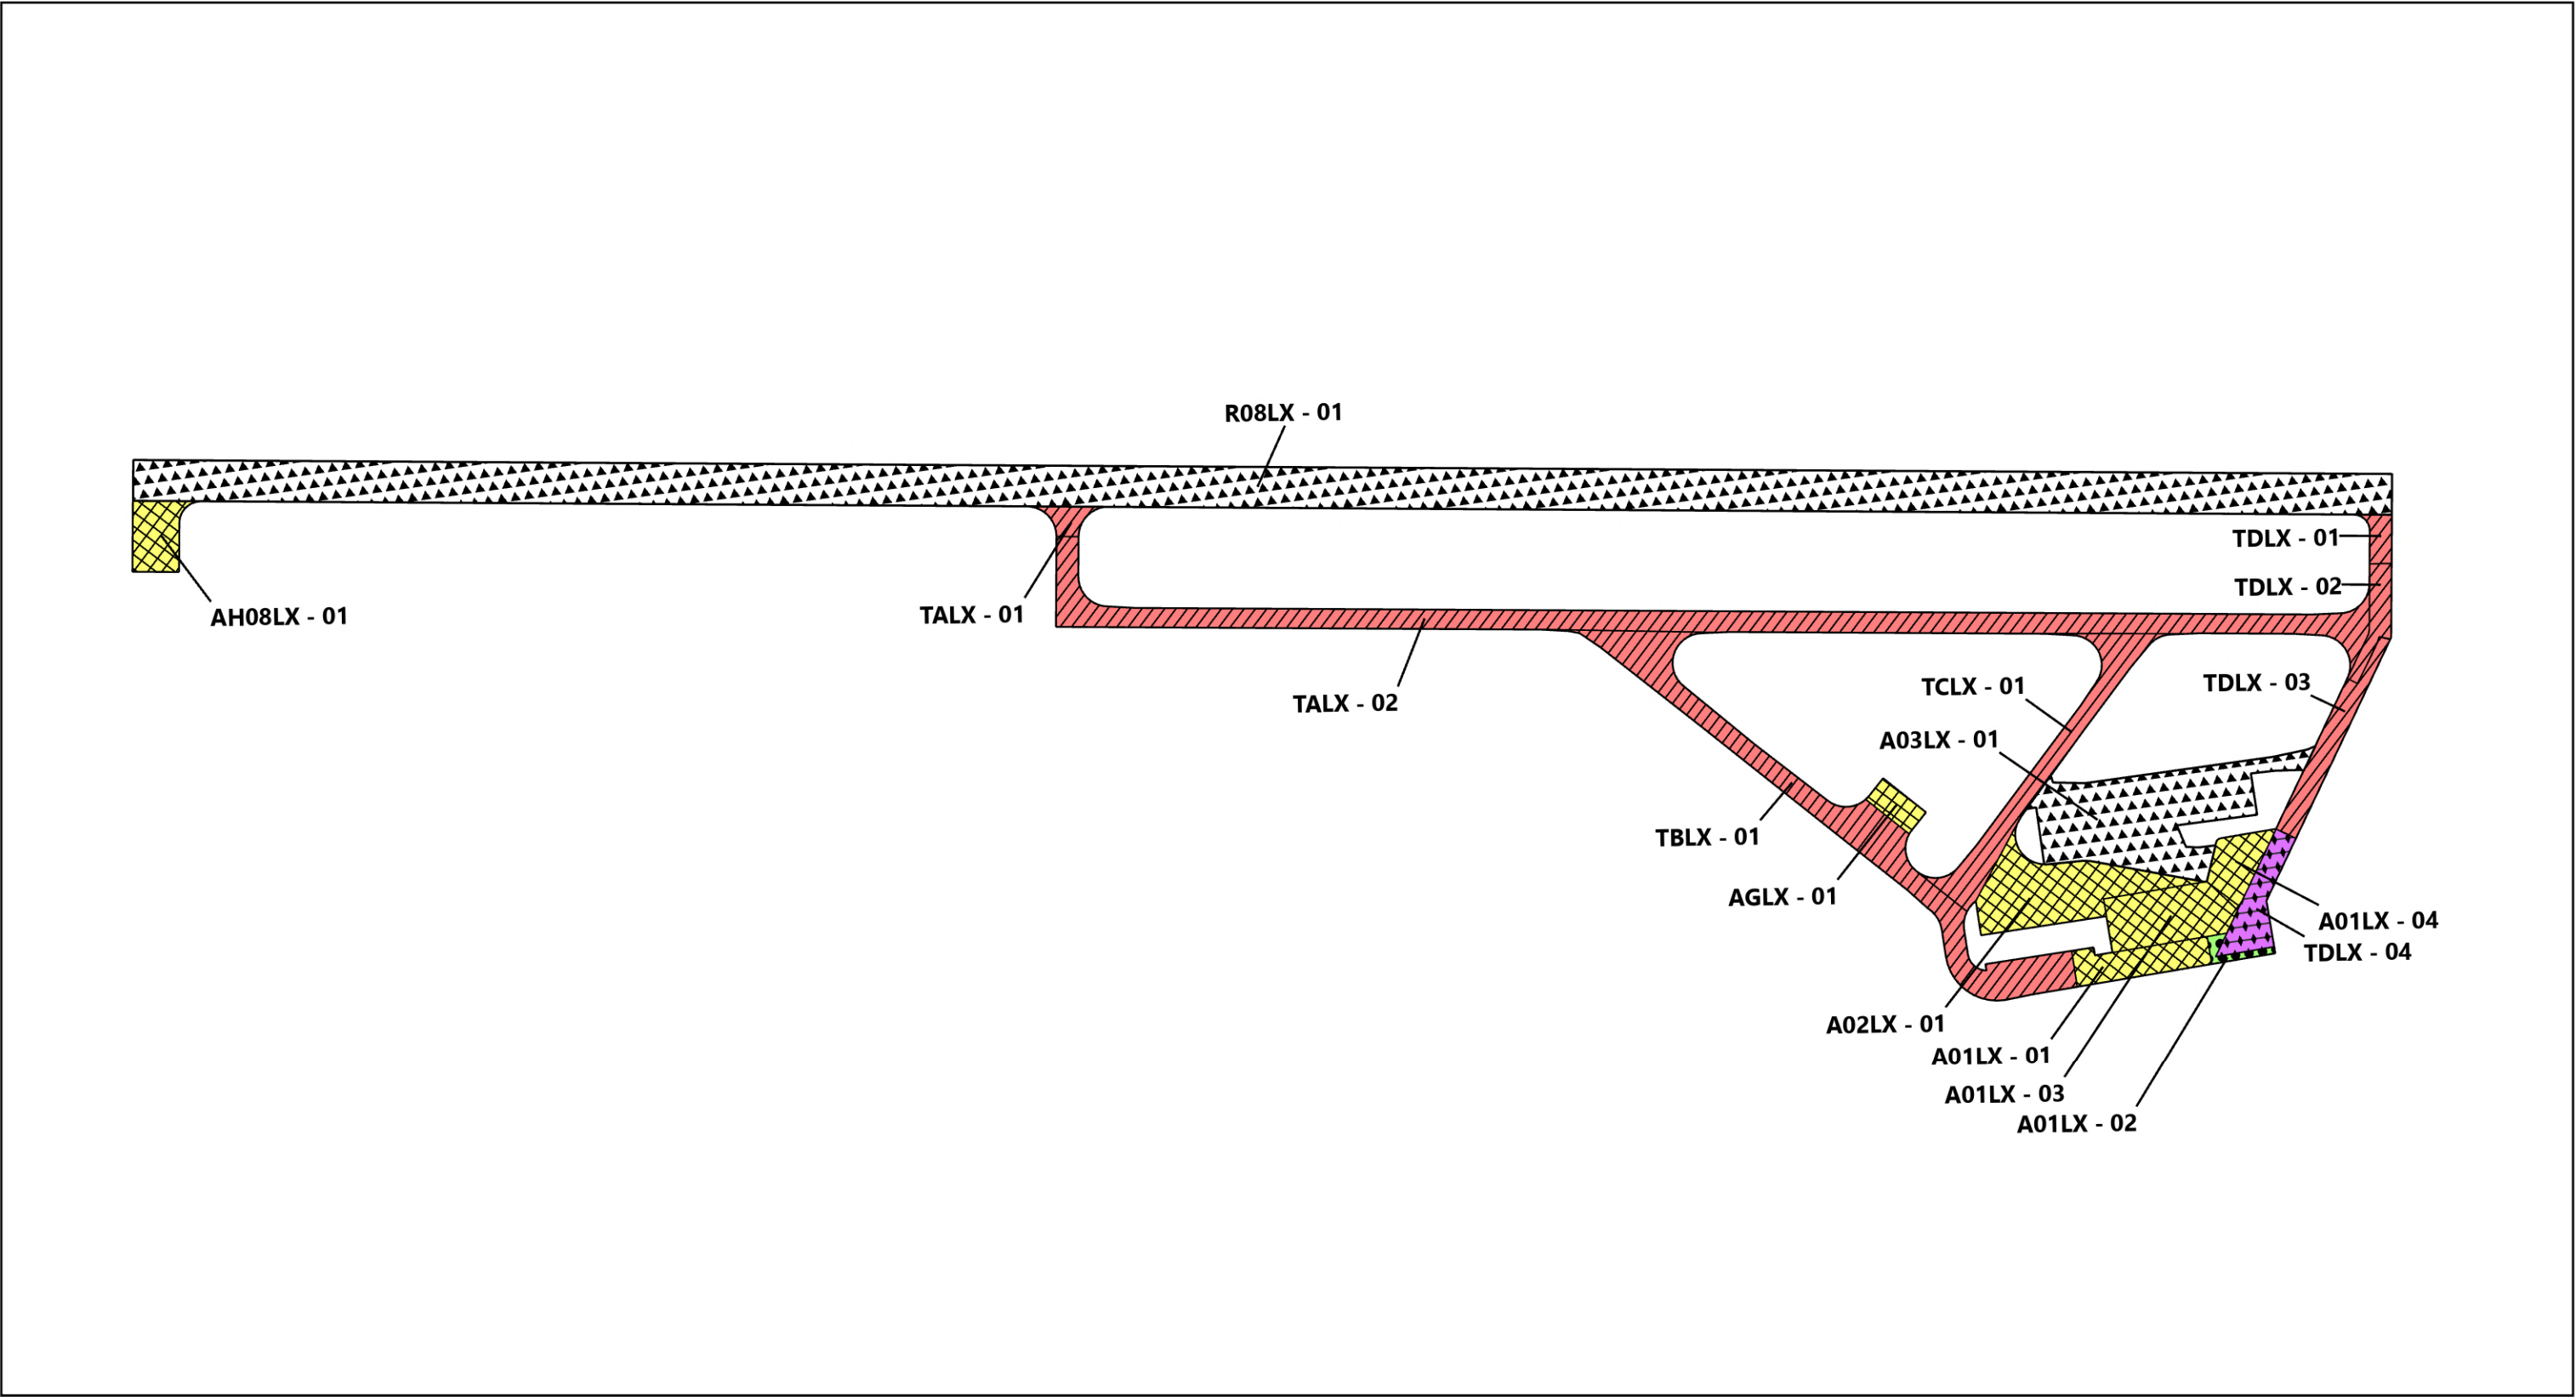 R08LX - 01
TDLX - 01
TDLX - 02
AH08LX - 01
TALX - 01
TALX - 02
TCLX - 01
TDLX - 03
A03LX - 01
TBLX - 01
AGLX - 01
A01LX - 04
TDLX - 04
A02LX - 01
A01LX - 01
A01LX - 03
A01LX - 02